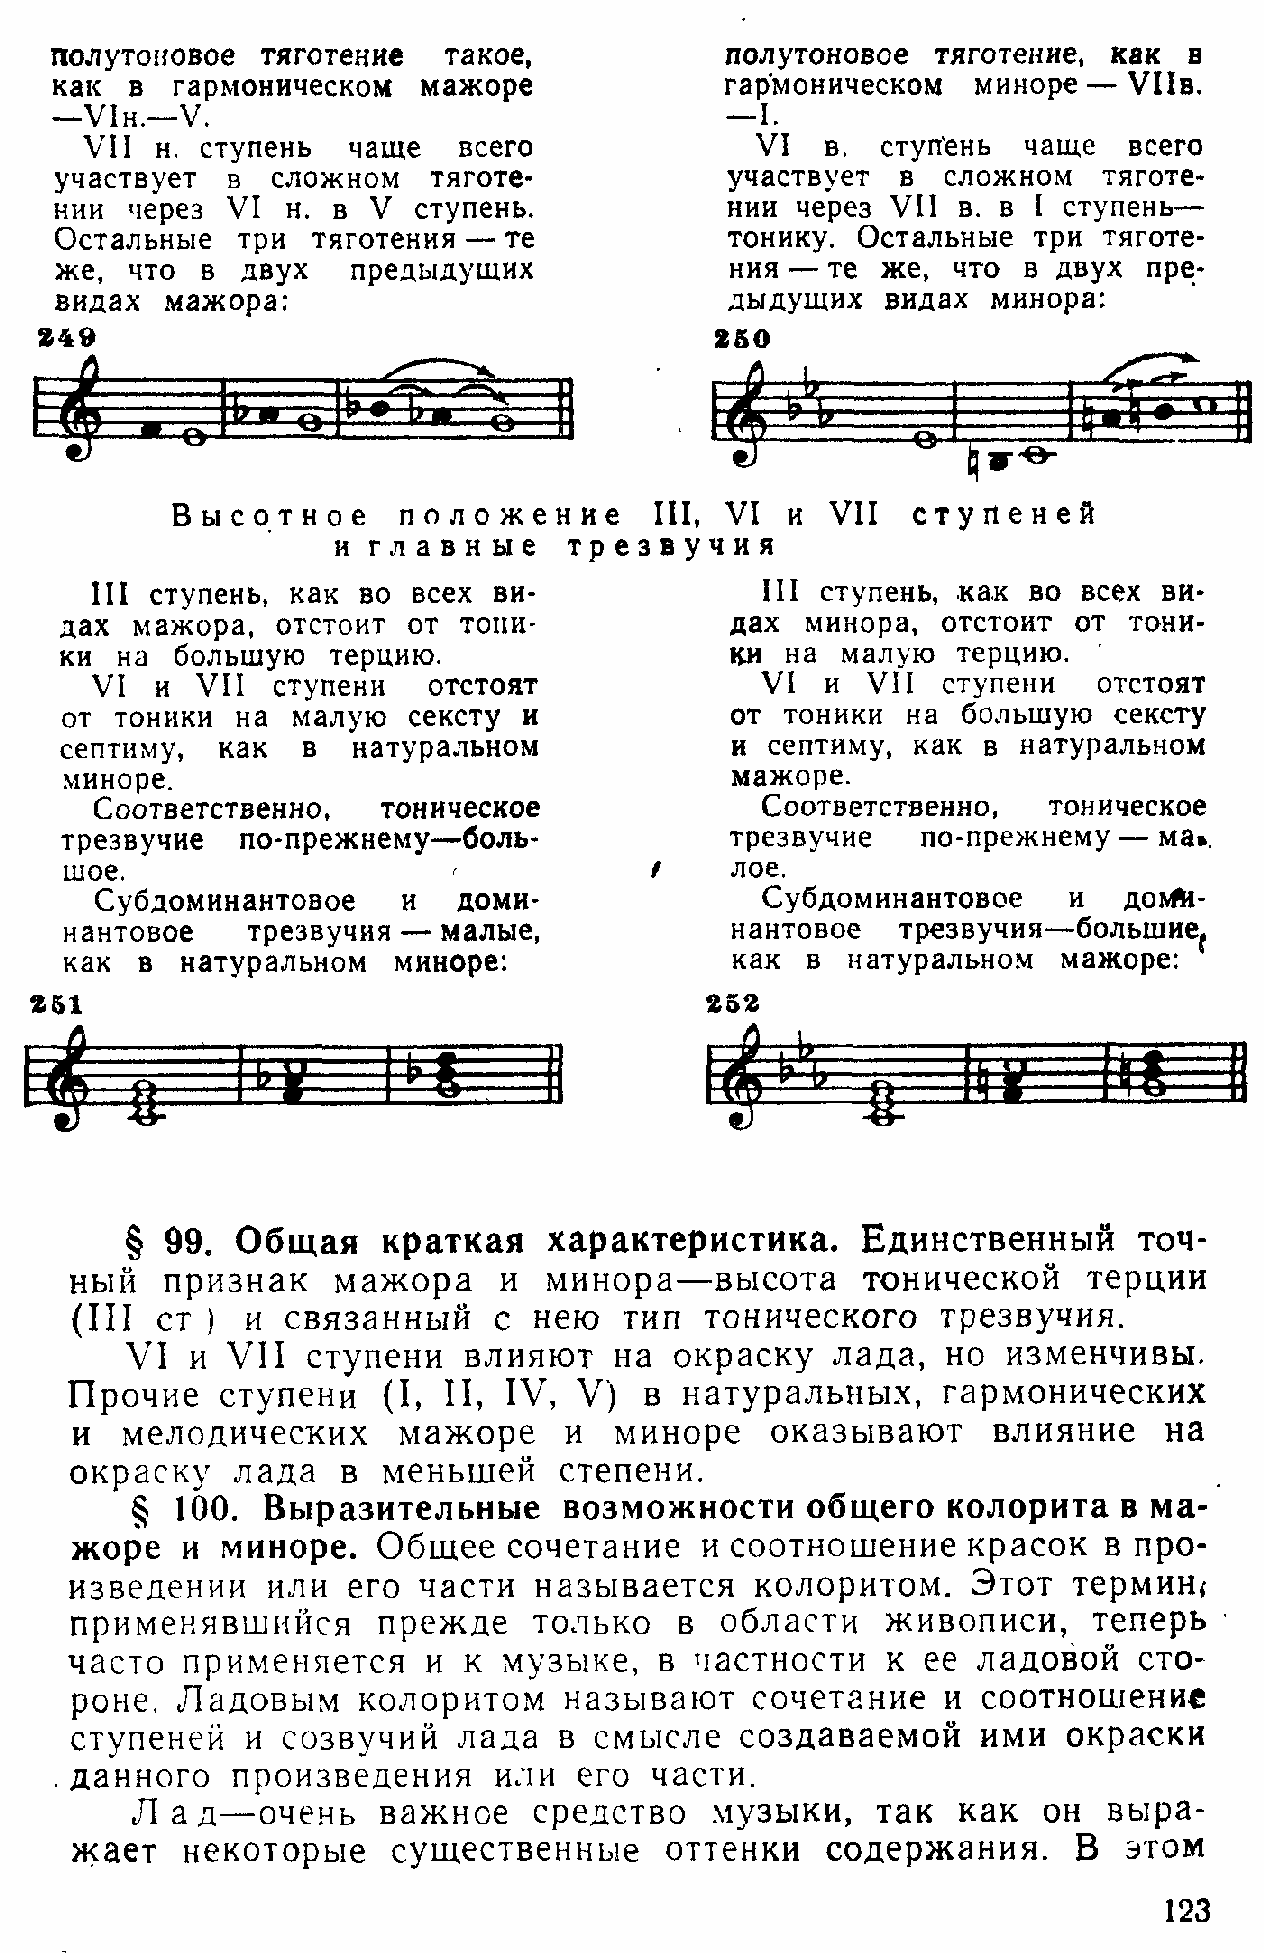 полутоновое тяготение такое,
как в гармоническом мажоре
—VIн.—V.
VII н. ступень чаще всего
участвует в сложном тяготе-
нии через VI н. в V ступень.
Остальные три тяготения — те
же, что в двух предыдущих
видах мажора:
249
полутоновое тяготение, как в
гармоническом миноре — VIIв.
—I.
VI в. ступень чаще всего
участвует в сложном тяготе-
нии через VII в. в I ступень—
тонику. Остальные три тяготе-
ния — те же, что в двух пре-
дыдущих видах минора:
250
Высотное положение III, VI и VII ступеней
и главные трезвучия
III ступень, как во всех ви-
дах мажора, отстоит от тони-
ки на большую терцию.
VI и VII ступени отстоят
от тоники на малую сексту и
септиму, как в натуральном
миноре.
Соответственно, тоническое
трезвучие по-прежнему—боль-
шое.
Субдоминантовое и доми-
нантовое трезвучия — малые,
как в натуральном миноре:
251
III ступень, как во всех ви-
дах минора, отстоит от тони-
ки на малую терцию.
VI и VII ступени отстоят
от тоники на большую сексту
и септиму, как в натуральном
мажоре.
Соответственно, тоническое
трезвучие по-прежнему — ма-
лое.
Субдоминантовое и доми-
нантовое трезвучия—большие,
как в натуральном мажоре:
252
§ 99. Общая краткая характеристика. Единственный точ-
ный признак мажора и минора—высота тонической терции
(III ст ) и связанный с нею тип тонического трезвучия.
VI и VII ступени влияют на окраску лада, но изменчивы.
Прочие ступени (I, II, IV, V) в натуральных, гармонических
и мелодических мажоре и миноре оказывают влияние на
окраску лада в меньшей степени.
§ 100. Выразительные возможности общего колорита в ма-
жоре и миноре. Общее сочетание и соотношение красок в про-
изведении или его части называется колоритом. Этот термин,
применявшийся прежде только в области живописи, теперь
часто применяется и к музыке, в частности к ее ладовой сто-
роне. Ладовым колоритом называют сочетание и соотношение
ступеней и созвучий лада в смысле создаваемой ими окраски
данного произведения или его части.
Лад—очень важное средство музыки, так как он выра-
жает некоторые существенные оттенки содержания. В этом
123